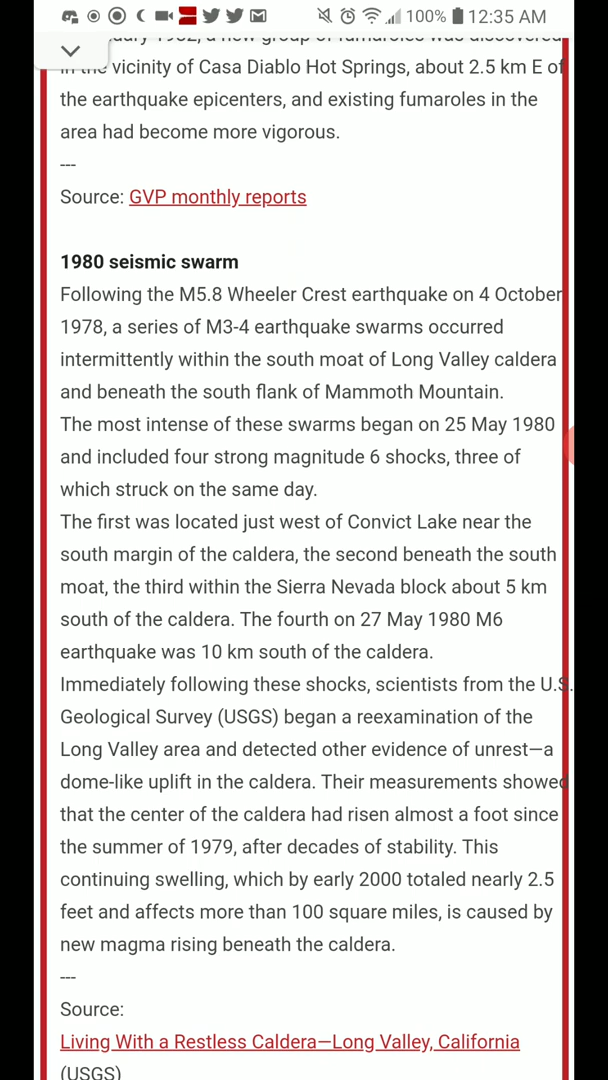 100% 12:35 AM
a new group of fumaroles was discovered
in the vicinity of Casa Diablo Hot Springs, about 2.5 km E of
the earthquake epicenters, and existing fumaroles in the
area had become more vigorous.
---
Source: GVP monthly reports
1980 seismic swarm
Following the M5.8 Wheeler Crest earthquake on 4 October
1978, a series of M3-4 earthquake swarms occurred
intermittently within the south moat of Long Valley caldera
and beneath the south flank of Mammoth Mountain.
The most intense of these swarms began on 25 May 1980
and included four strong magnitude 6 shocks, three of
which struck on the same day.
The first was located just west of Convict Lake near the
south margin of the caldera, the second beneath the south
moat, the third within the Sierra Nevada block about 5 km
south of the caldera. The fourth on 27 May 1980 M6
earthquake was 10 km south of the caldera.
Immediately following these shocks, scientists from the U.S.
Geological Survey (USGS) began a reexamination of the
Long Valley area and detected other evidence of unrest—a
dome-like uplift in the caldera. Their measurements showed
that the center of the caldera had risen almost a foot since
the summer of 1979, after decades of stability. This
continuing swelling, which by early 2000 totaled nearly 2.5
feet and affects more than 100 square miles, is caused by
new magma rising beneath the caldera.
---
Source:
Living With a Restless Caldera—Long Valley, California
(USGS)